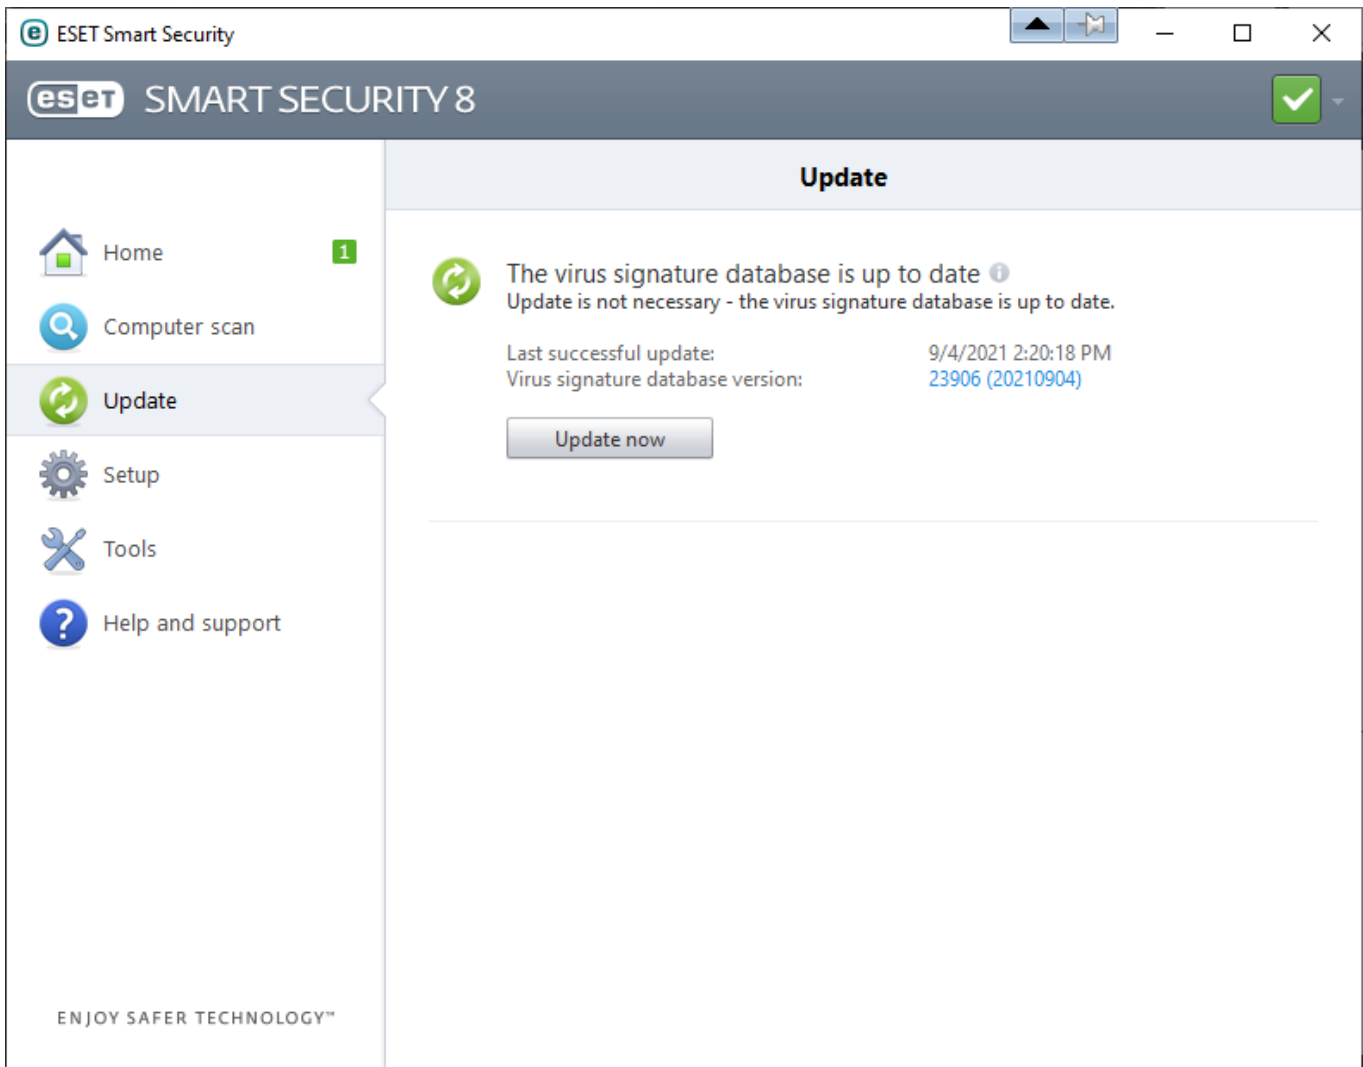 ESET Smart Security
eseT SMART SECURITY 8
Update
Home 1
Computer scan
Update
Setup
Tools
Help and support
The virus signature database is up to date
Update is not necessary - the virus signature database is up to date.
Last successful update: 9/4/2021 2:20:18 PM
Virus signature database version: 23906 (20210904)
Update now
ENJOY SAFER TECHNOLOGY™